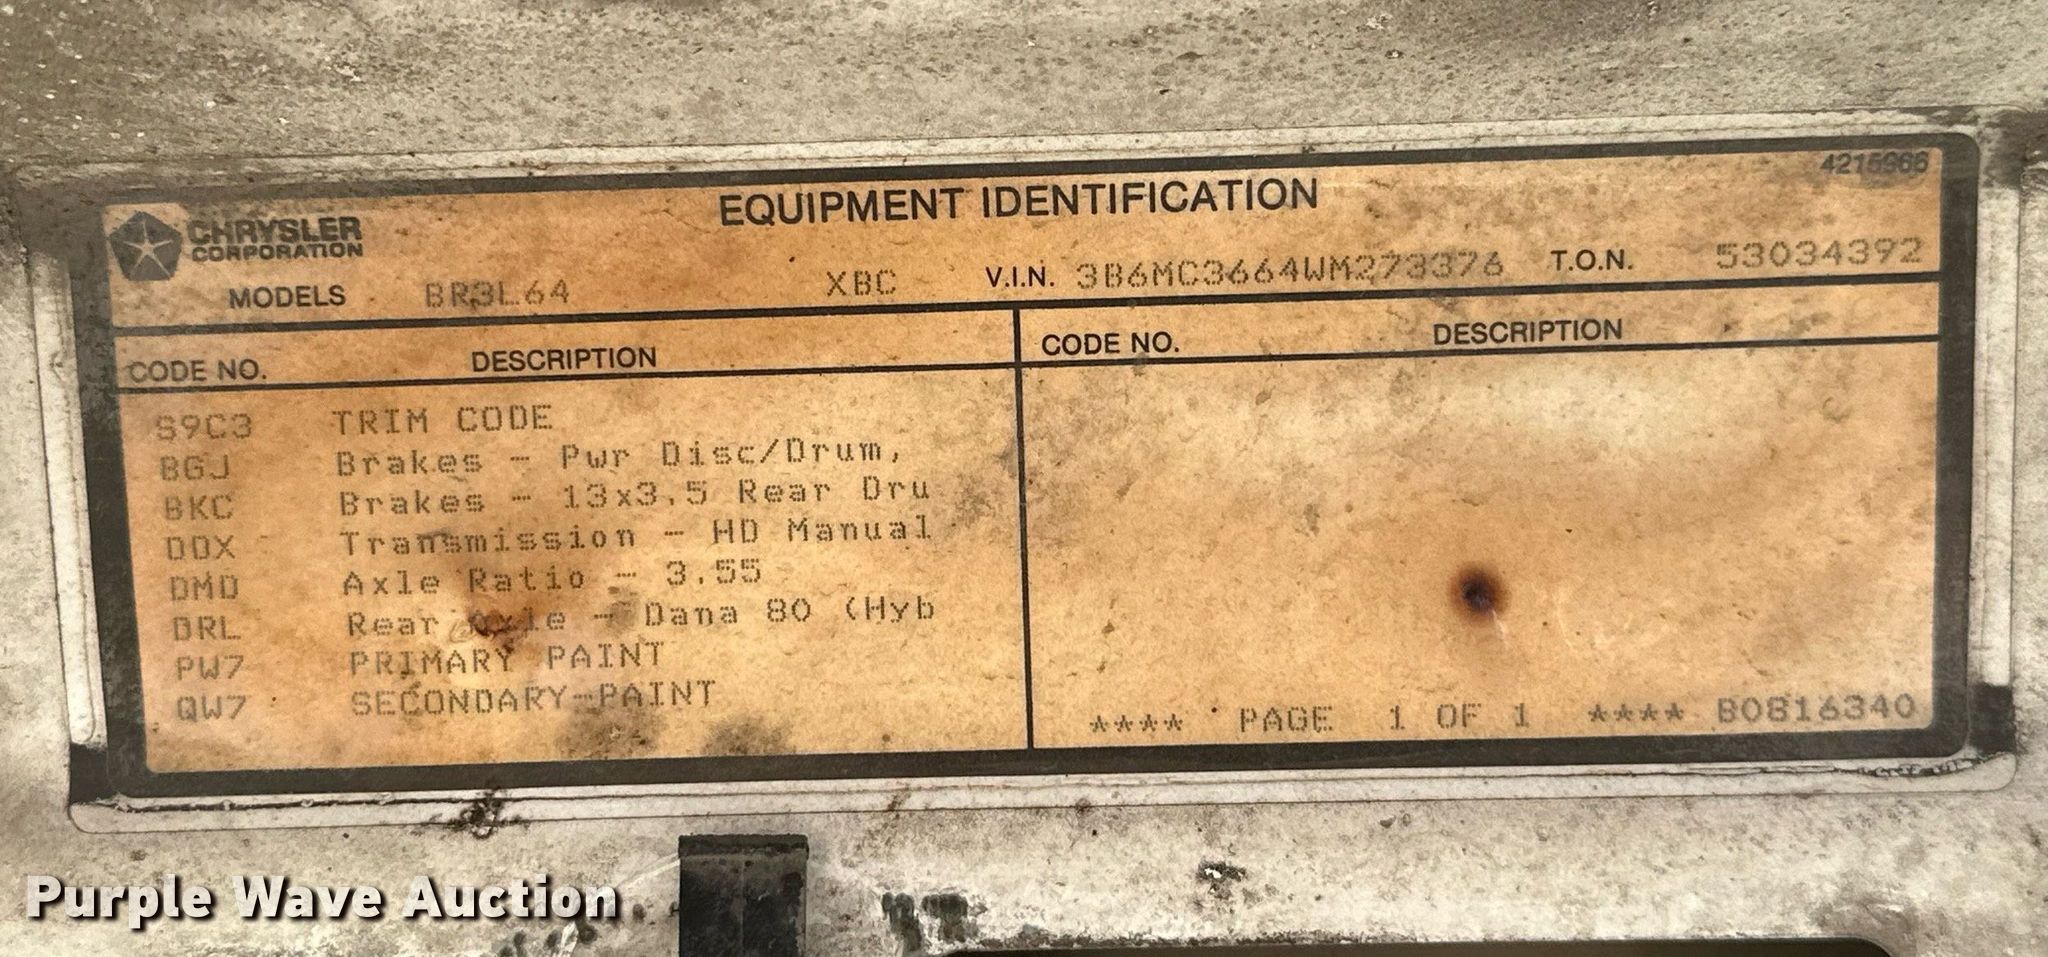 4215966
EQUIPMENT IDENTIFICATION
CHRYSLER
CORPORATION
MODELS BR3L64 XBC V.I.N. 3B6MC3664WM273376 T.O.N. 53034392
CODE NO. DESCRIPTION CODE NO. DESCRIPTION
S9C3 TRIM CODE
BGJ Brakes - Pwr Disc/Drum,
BKC Brakes - 13x3.5 Rear Dru
DDX Transmission - HD Manual
DMD Axle Ratio - 3.55
DRL Rear Axle - Dana 80 (Hyb
PW7 PRIMARY PAINT
QW7 SECONDARY-PAINT
**** PAGE 1 OF 1 **** B0816340
Purple Wave Auction